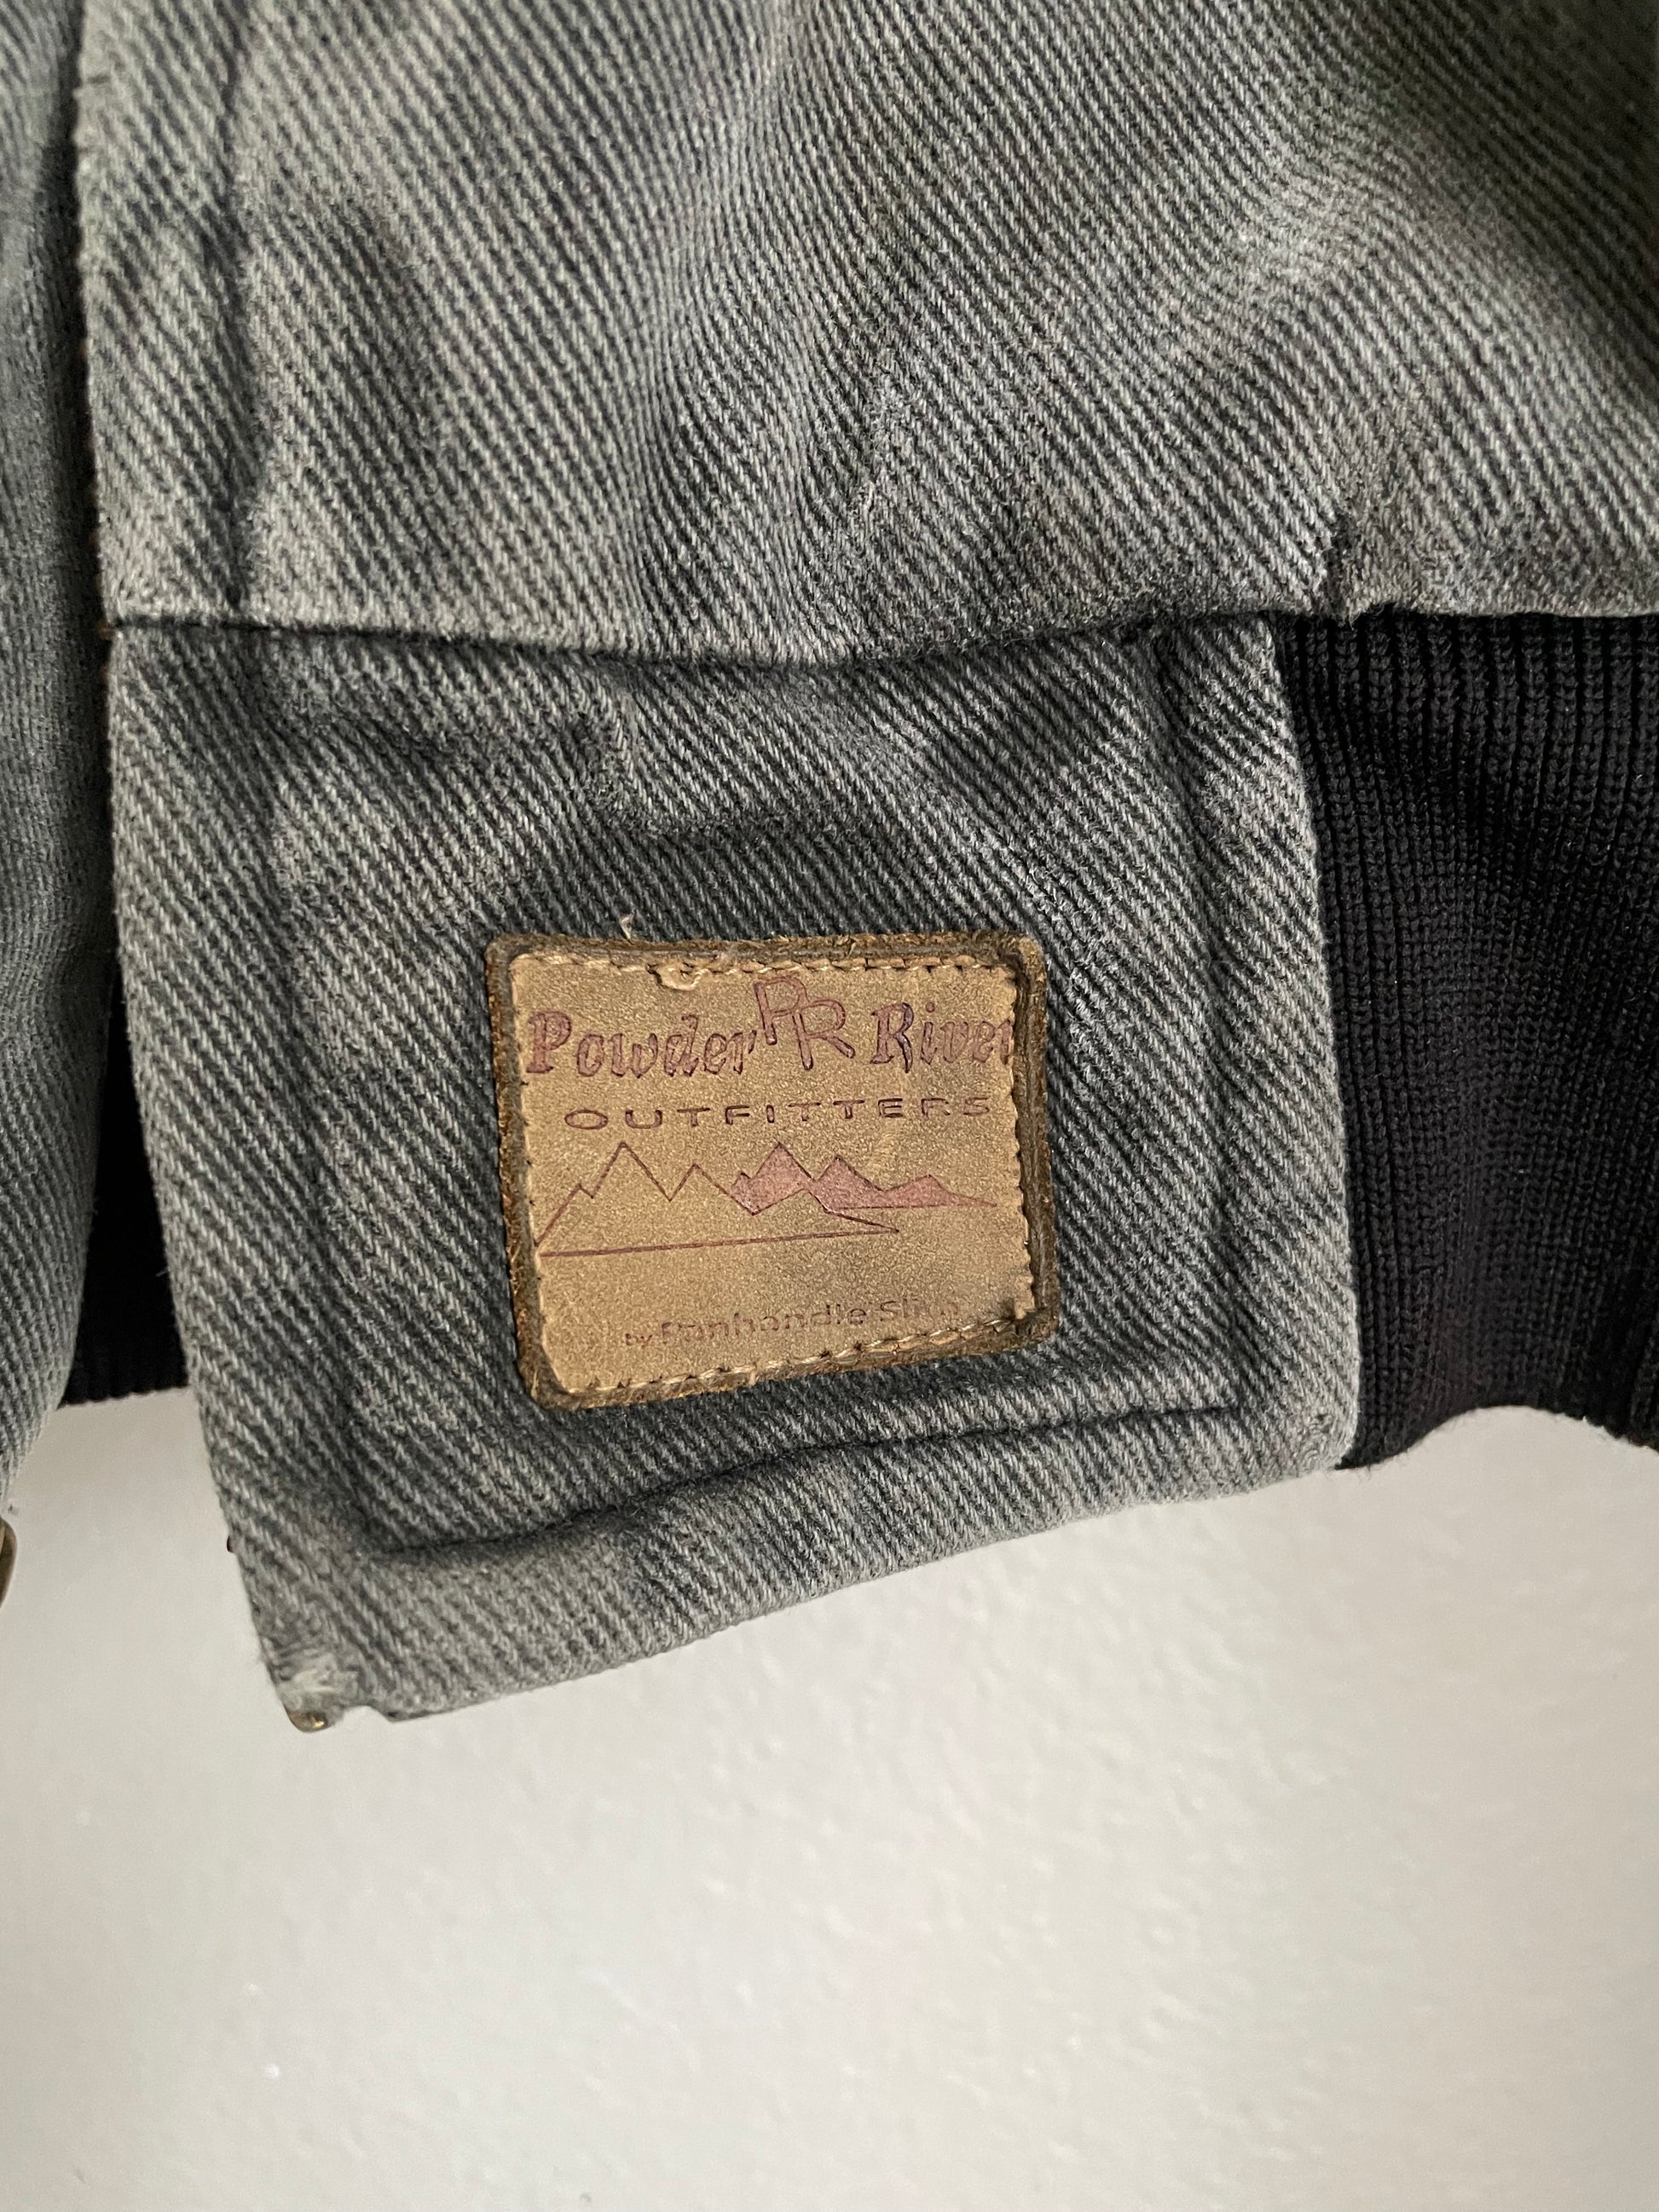 Powder PR River
OUTFITTERS
by Panhandle Slim